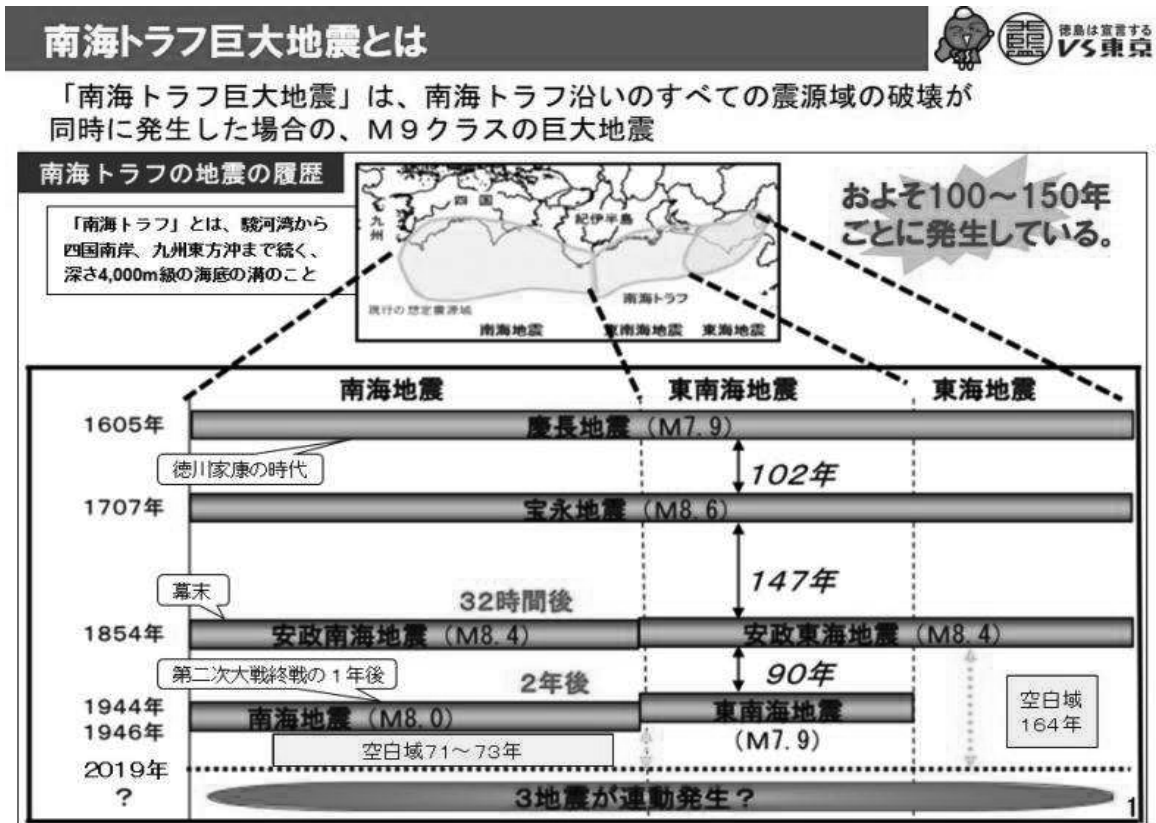 南海トラフ巨大地震とは
徳島は宣言する
VS東京
「南海トラフ巨大地震」は、南海トラフ沿いのすべての震源域の破壊が
同時に発生した場合の、M9クラスの巨大地震
南海トラフの地震の履歴
「南海トラフ」とは、駿河湾から
四国南岸、九州東方沖まで続く、
深さ4,000m級の海底の溝のこと
四国
九州
紀伊半島
南海トラフ
現行の想定震源域
南海地震
東南海地震
東海地震
およそ100～150年
ごとに発生している。
南海地震
東南海地震
東海地震
1605年
慶長地震（M7.9）
徳川家康の時代
102年
1707年
宝永地震（M8.6）
147年
幕末
32時間後
1854年
安政南海地震（M8.4）
安政東海地震（M8.4）
第二次大戦終戦の1年後
2年後
90年
1944年
1946年
南海地震（M8.0）
東南海地震
（M7.9）
空白域
164年
空白域71～73年
2019年
？
3地震が連動発生？
1